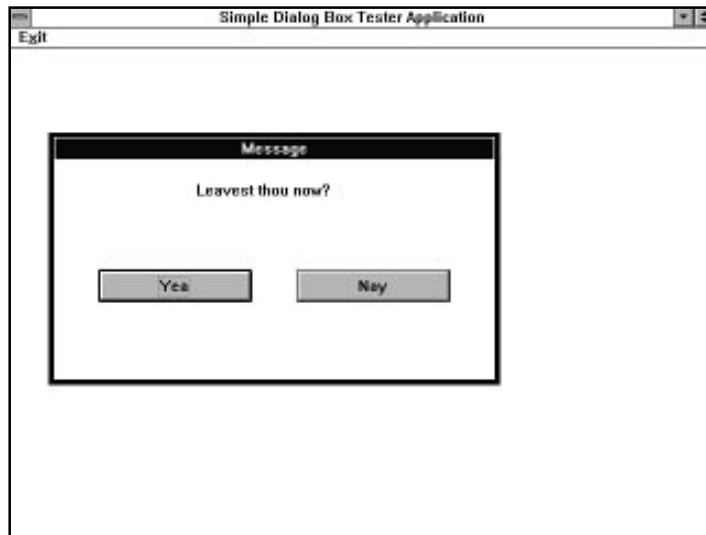 Simple Dialog Box Tester Application
Exit
Message
Leavest thou now?
Yea
Nay